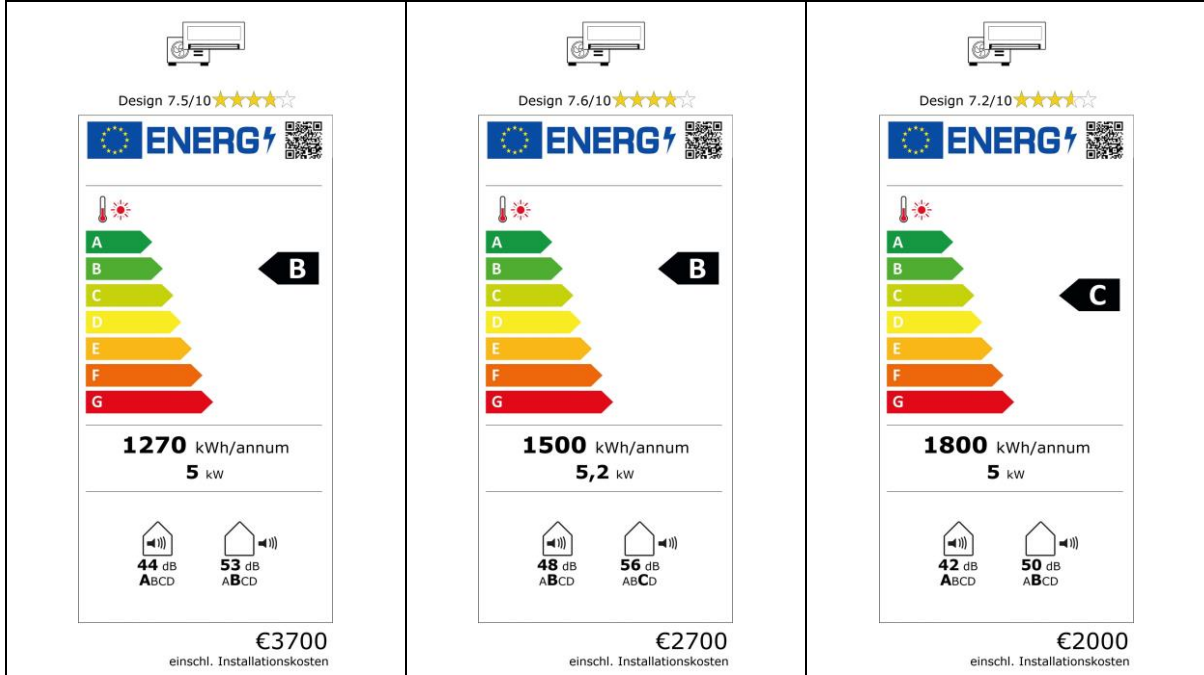 Design 7.5/10
ENERG
A
B
C
D
E
F
G
B
1270 kWh/annum
5 kW
44 dB
ABCD
53 dB
ABCD
€3700
einschl. Installationskosten
Design 7.6/10
ENERG
A
B
C
D
E
F
G
B
1500 kWh/annum
5,2 kW
48 dB
ABCD
56 dB
ABCD
€2700
einschl. Installationskosten
Design 7.2/10
ENERG
A
B
C
D
E
F
G
C
1800 kWh/annum
5 kW
42 dB
ABCD
50 dB
ABCD
€2000
einschl. Installationskosten